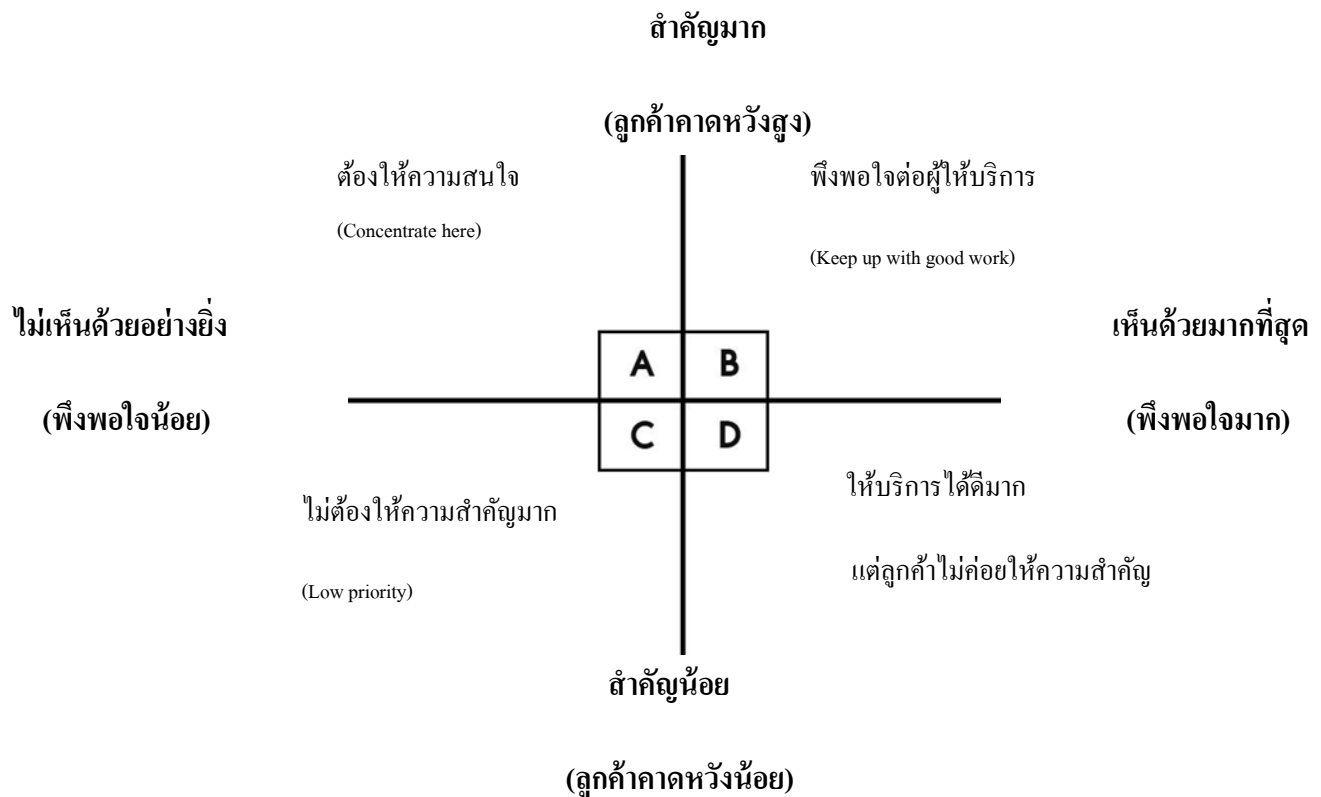 สำคัญมาก
(ลูกค้าคาดหวังสูง)
ต้องให้ความสนใจ
(Concentrate here)
พึงพอใจต่อผู้ให้บริการ
(Keep up with good work)
ไม่เห็นด้วยอย่างยิ่ง
(พึงพอใจน้อย)
เห็นด้วยมากที่สุด
(พึงพอใจมาก)
A B
C D
ไม่ต้องให้ความสำคัญมาก
(Low priority)
ให้บริการได้ดีมาก
แต่ลูกค้าไม่ค่อยให้ความสำคัญ
สำคัญน้อย
(ลูกค้าคาดหวังน้อย)